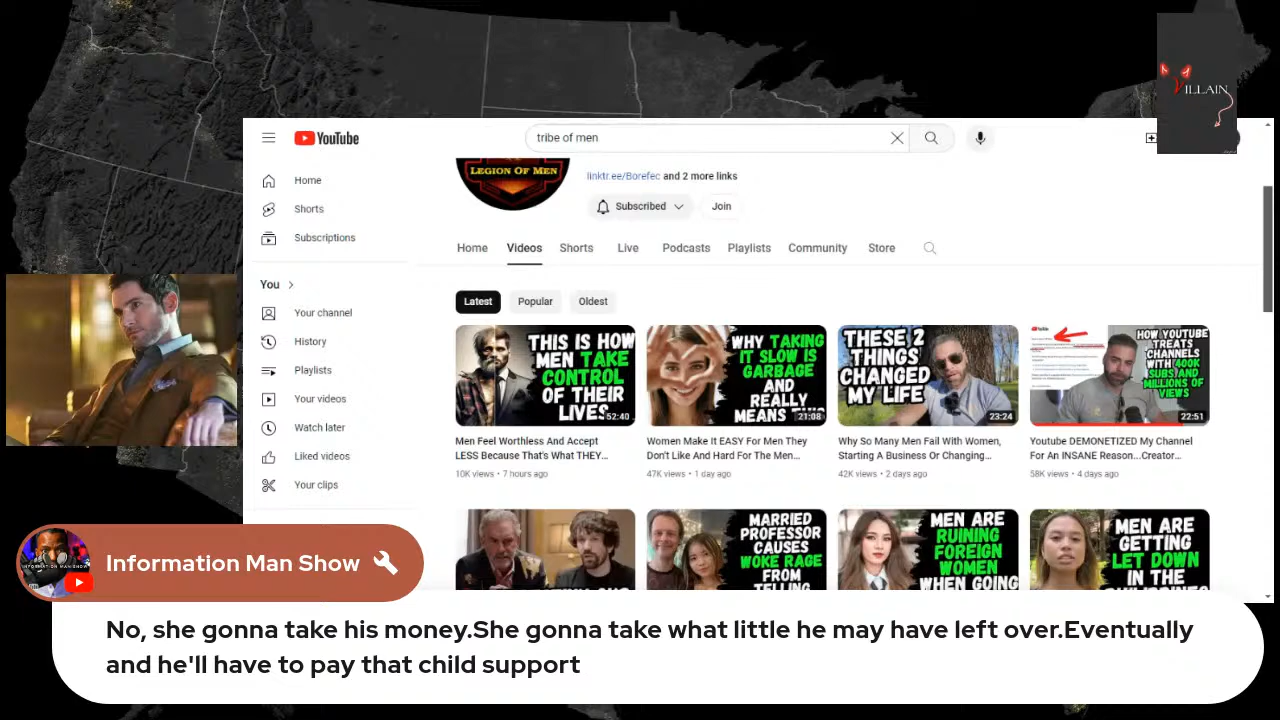 VILLAIN
YouTube
tribe of men
LEGION OF MEN
linktr.ee/Borefec and 2 more links
Subscribed
Join
Home
Shorts
Subscriptions
You
Your channel
History
Playlists
Your videos
Watch later
Liked videos
Your clips
Home Videos Shorts Live Podcasts Playlists Community Store
Latest Popular Oldest
THIS IS HOW
MEN TAKE
CONTROL
OF THEIR
LIVES
52:40
Men Feel Worthless And Accept
LESS Because That's What THEY...
10K views • 7 hours ago
WHY TAKING
IT SLOW IS
GARBAGE
AND
REALLY
MEANS THIS
21:08
Women Make It EASY For Men They
Don't Like And Hard For The Men...
47K views • 1 day ago
THESE 2
THINGS
CHANGED
MY LIFE
23:24
Why So Many Men Fail With Women,
Starting A Business Or Changing...
42K views • 2 days ago
YouTube
HOW YOUTUBE
TREATS
CHANNELS
WITH 400K
SUBS AND
MILLIONS OF
VIEWS
22:51
Youtube DEMONETIZED My Channel
For An INSANE Reason...Creator...
58K views • 4 days ago
MARRIED
PROFESSOR
CAUSES
WOKE RAGE
FROM
TELLING
MEN ARE
RUINING
FOREIGN
WOMEN
WHEN GOING
MEN ARE
GETTING
LET DOWN
IN THE
Information Man Show
No, she gonna take his money.She gonna take what little he may have left over.Eventually
and he'll have to pay that child support